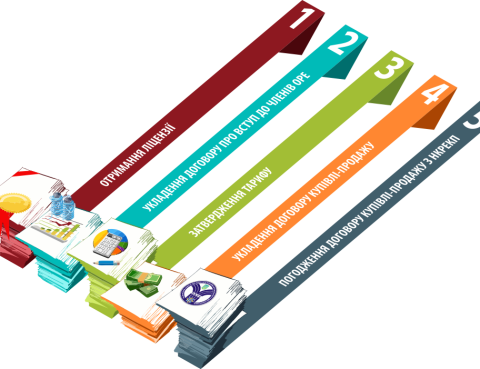 1
ОТРИМАННЯ ЛІЦЕНЗІЇ
2
УКЛАДЕННЯ ДОГОВОРУ ПРО ВСТУП ДО ЧЛЕНІВ ОРЕ
3
ЗАТВЕРДЖЕННЯ ТАРИФУ
4
УКЛАДЕННЯ ДОГОВОРУ КУПІВЛІ-ПРОДАЖУ
5
ПОГОДЖЕННЯ ДОГОВОРУ КУПІВЛІ-ПРОДАЖУ З НКРЕКП